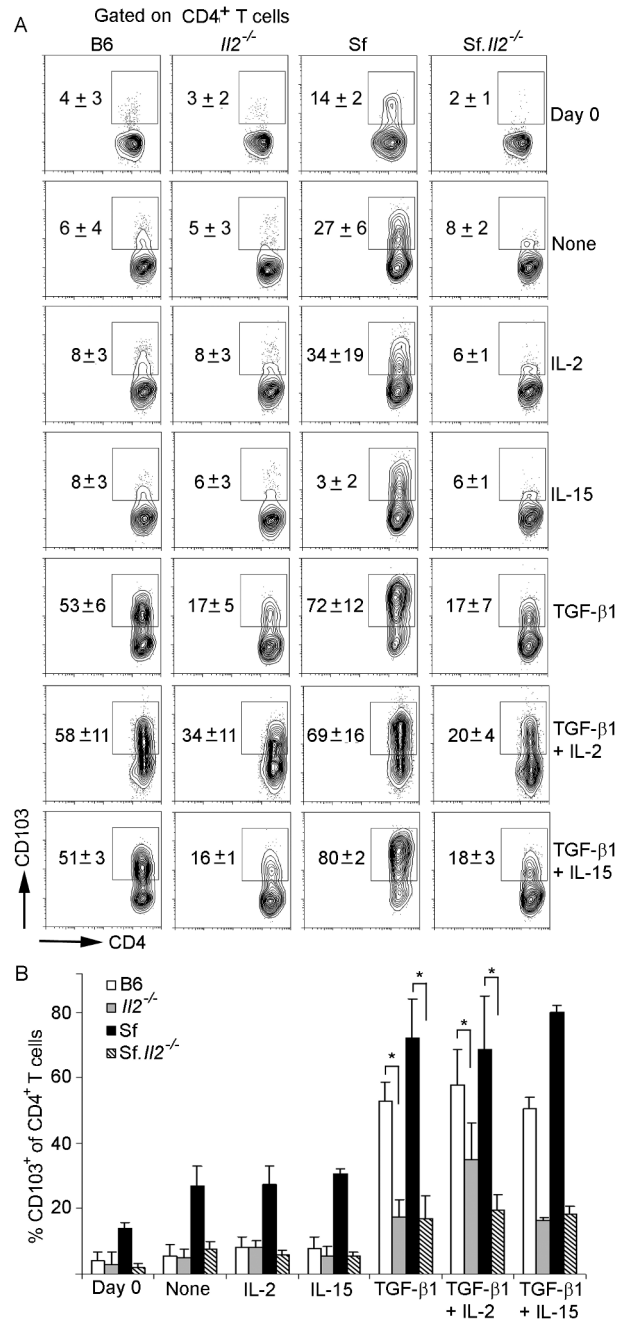 Gated on CD4+ T cells
A
B6 Il2-/- Sf Sf.Il2-/-
4 ± 3 3 ± 2 14 ± 2 2 ± 1 Day 0
6 ± 4 5 ± 3 27 ± 6 8 ± 2 None
8 ± 3 8 ± 3 34 ± 19 6 ± 1 IL-2
8 ± 3 6 ± 3 3 ± 2 6 ± 1 IL-15
53 ± 6 17 ± 5 72 ± 12 17 ± 7 TGF-β1
58 ± 11 34 ± 11 69 ± 16 20 ± 4 TGF-β1
+ IL-2
51 ± 3 16 ± 1 80 ± 2 18 ± 3 TGF-β1
+ IL-15
CD103
CD4
B
B6
Il2-/-
Sf
Sf.Il2-/-
% CD103+ of CD4+ T cells
80
60
40
20
* * * *
Day 0 None IL-2 IL-15 TGF-β1 TGF-β1 TGF-β1
+ IL-2 + IL-15